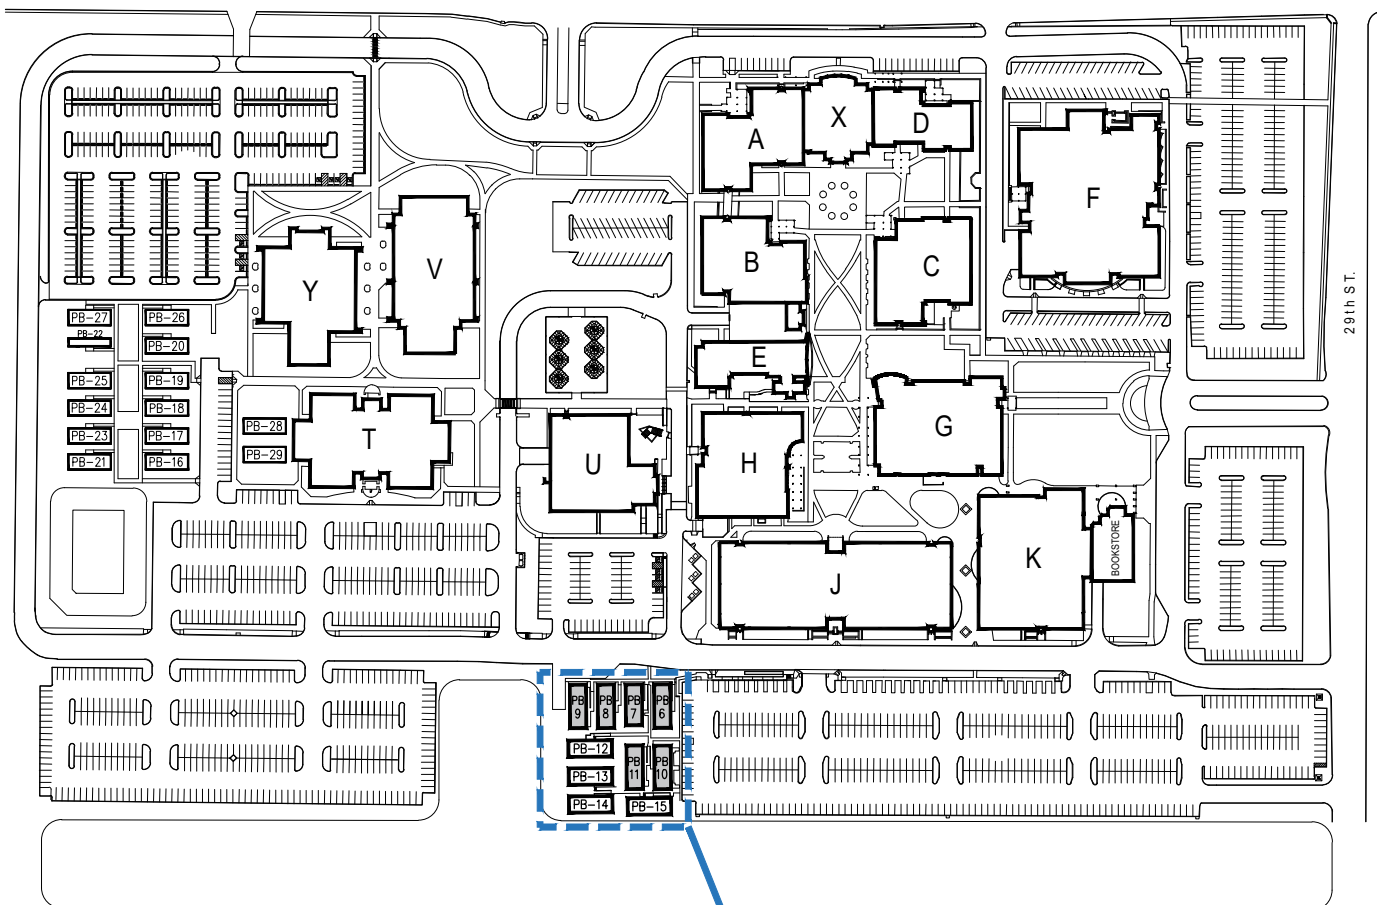 A
X
D
F
B
C
V
Y
29th ST.
PB-27
PB-26
PB-22
PB-20
PB-25
PB-19
PB-24
PB-18
PB-23
PB-17
PB-21
PB-16
PB-28
PB-29
T
E
G
U
H
J
K
BOOKSTORE
PB
9
PB
8
PB
7
PB
6
PB-12
PB
11
PB
10
PB-13
PB-14
PB-15